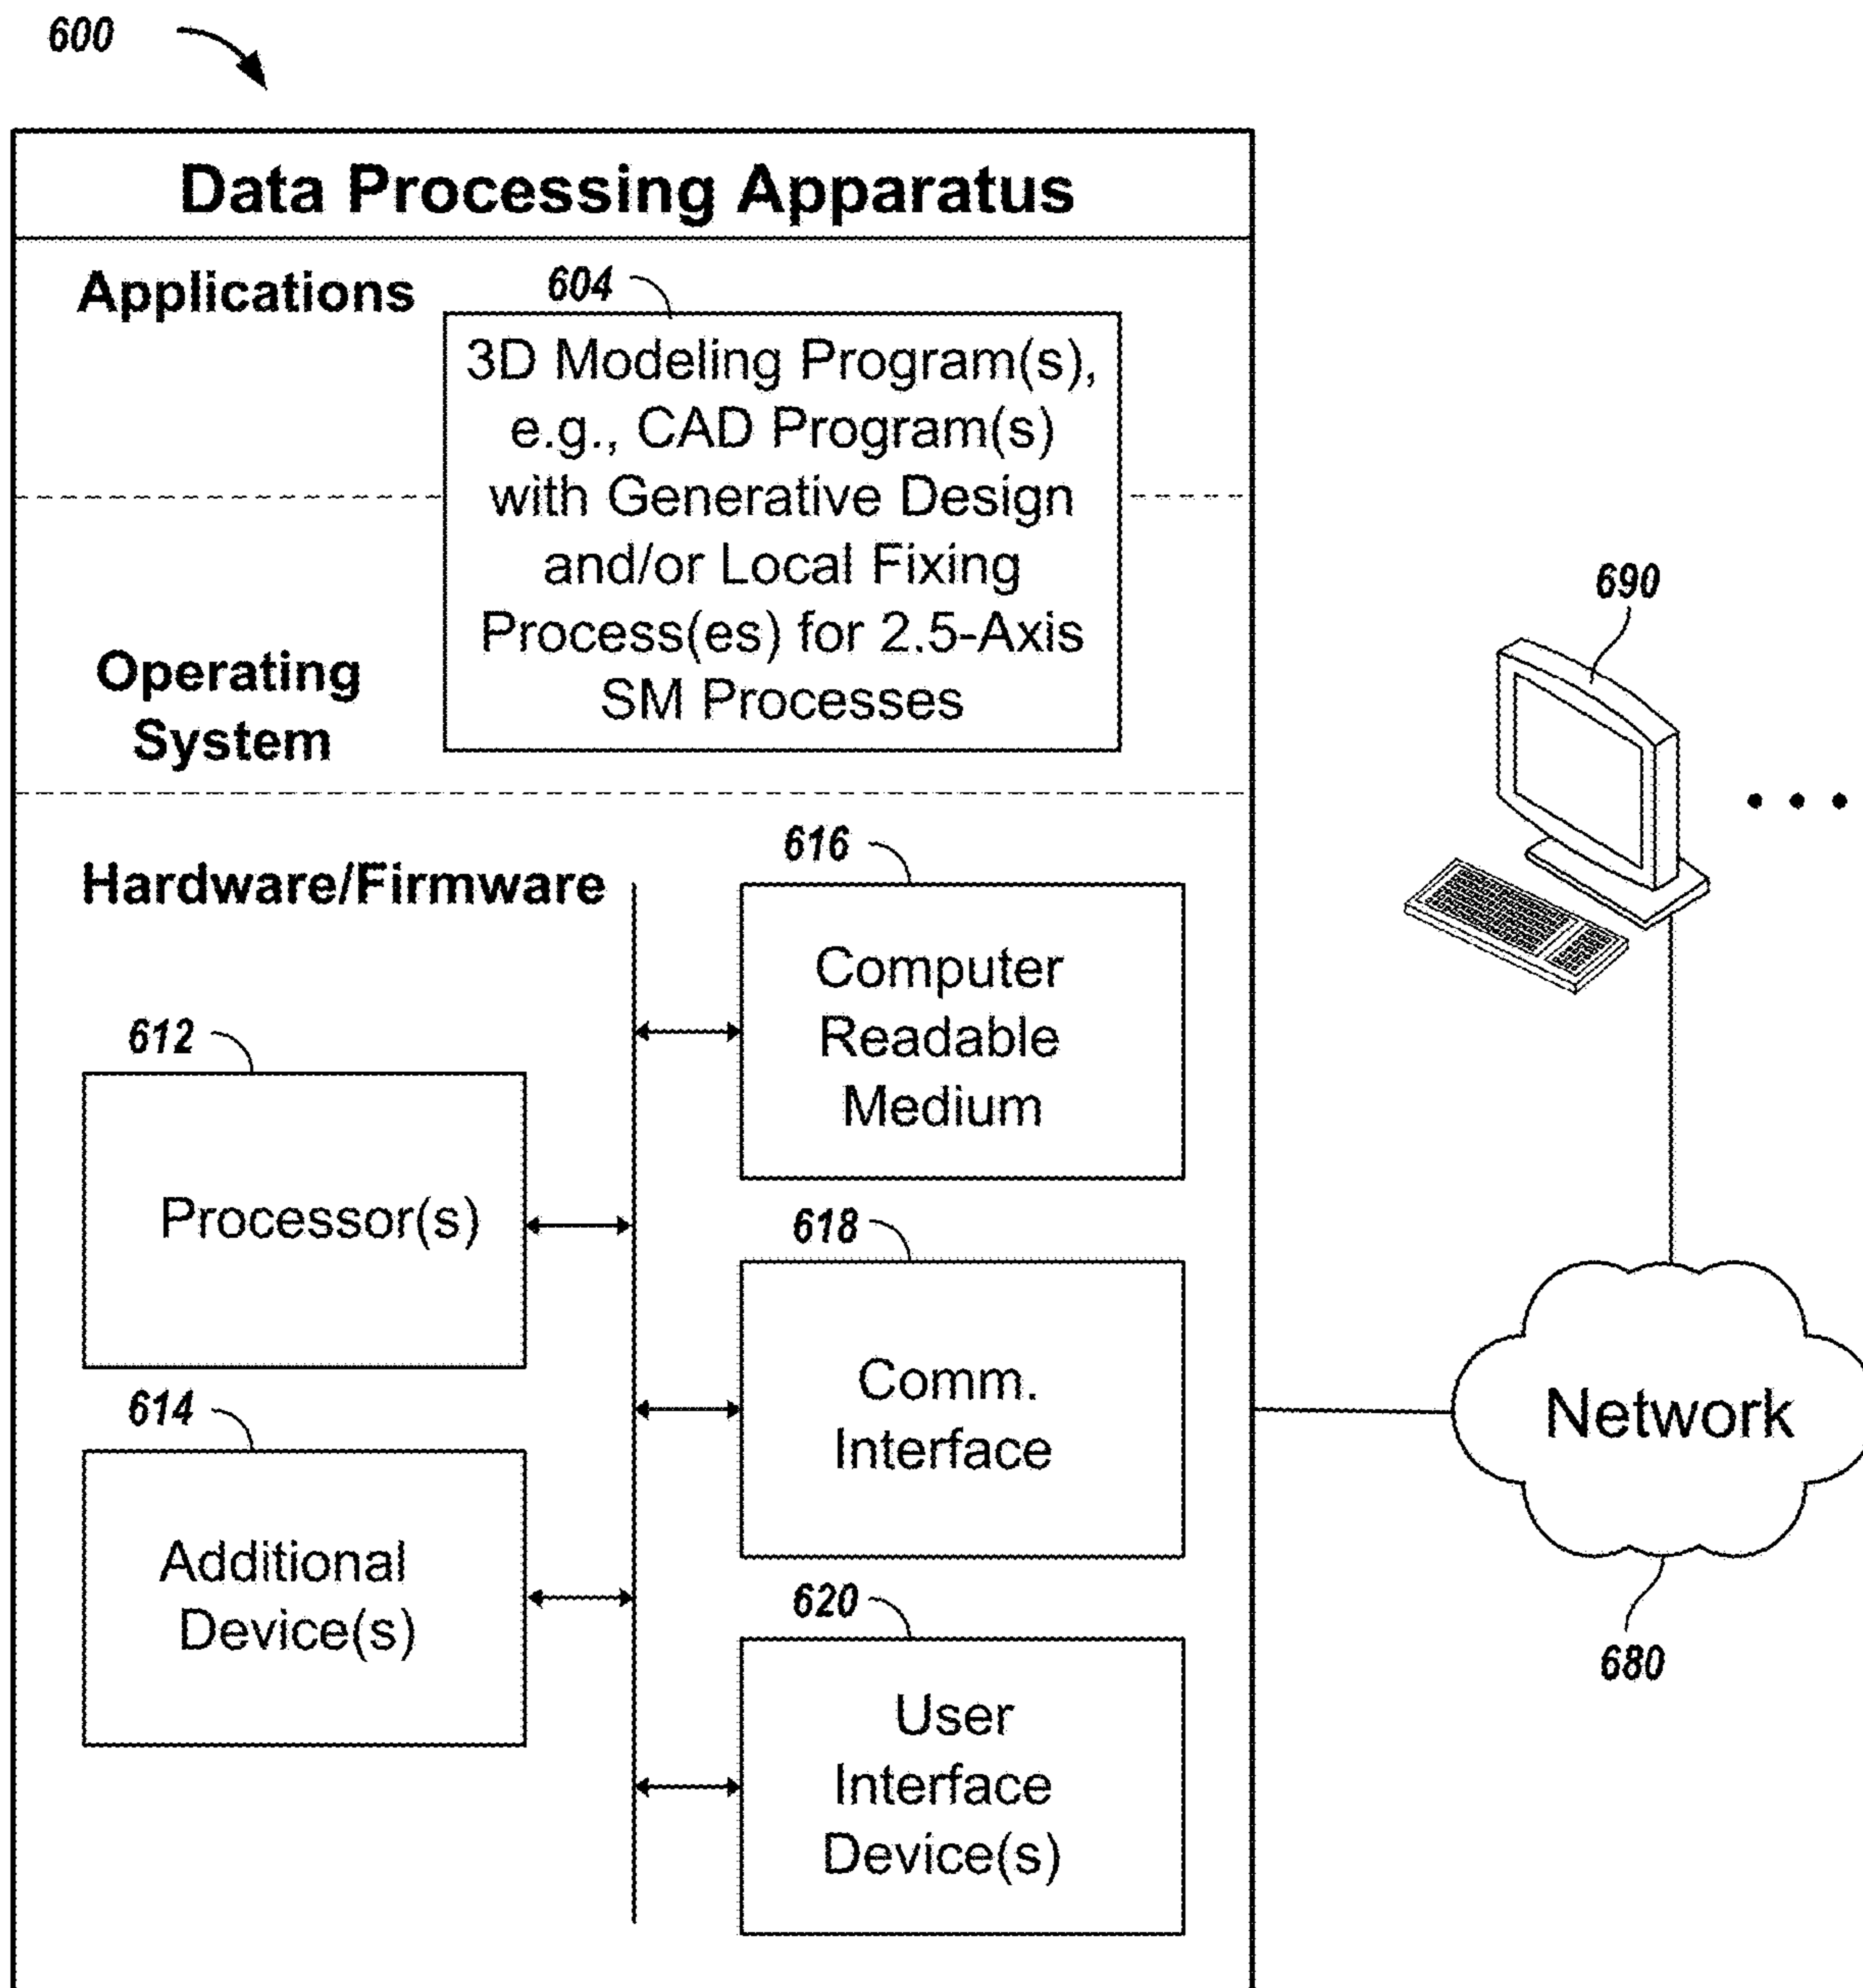 600
Data Processing Apparatus
Applications
604
3D Modeling Program(s),
e.g., CAD Program(s)
with Generative Design
and/or Local Fixing
Process(es) for 2.5-Axis
SM Processes
Operating
System
690
Hardware/Firmware
616
Computer
Readable
Medium
612
Processor(s)
618
Comm.
Interface
Network
680
614
Additional
Device(s)
620
User
Interface
Device(s)